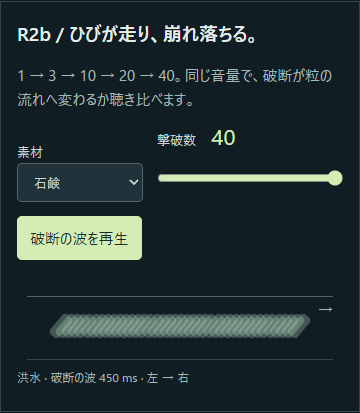 R2b / ひびが走り、崩れ落ちる。
1 → 3 → 10 → 20 → 40。同じ音量で、破断が粒の
流れへ変わるか聴き比べます。
素材
撃破数 40
石鹸
破断の波を再生
→
洪水 · 破断の波 450 ms · 左 → 右